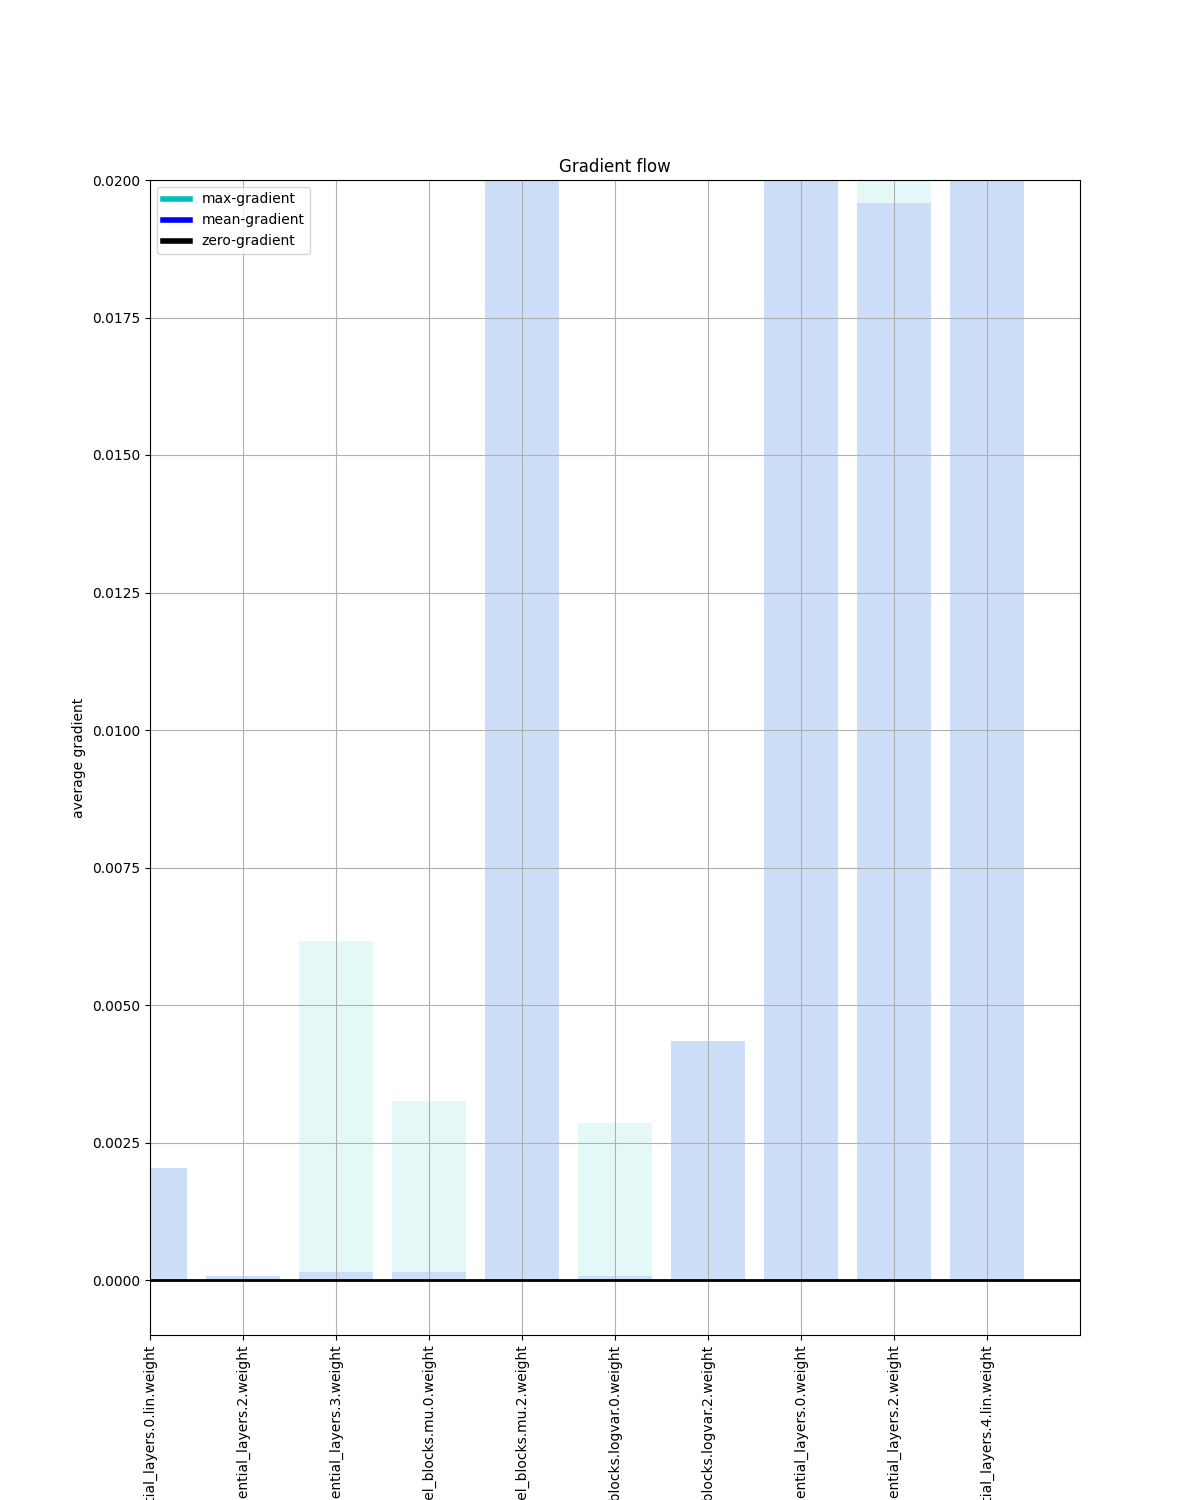 Gradient flow
max-gradient
mean-gradient
zero-gradient
average gradient
0.0200
0.0175
0.0150
0.0125
0.0100
0.0075
0.0050
0.0025
0.0000
tial_layers.0.lin.weight
ential_layers.2.weight
ential_layers.3.weight
el_blocks.mu.0.weight
el_blocks.mu.2.weight
blocks.logvar.0.weight
blocks.logvar.2.weight
ential_layers.0.weight
ential_layers.2.weight
tial_layers.4.lin.weight